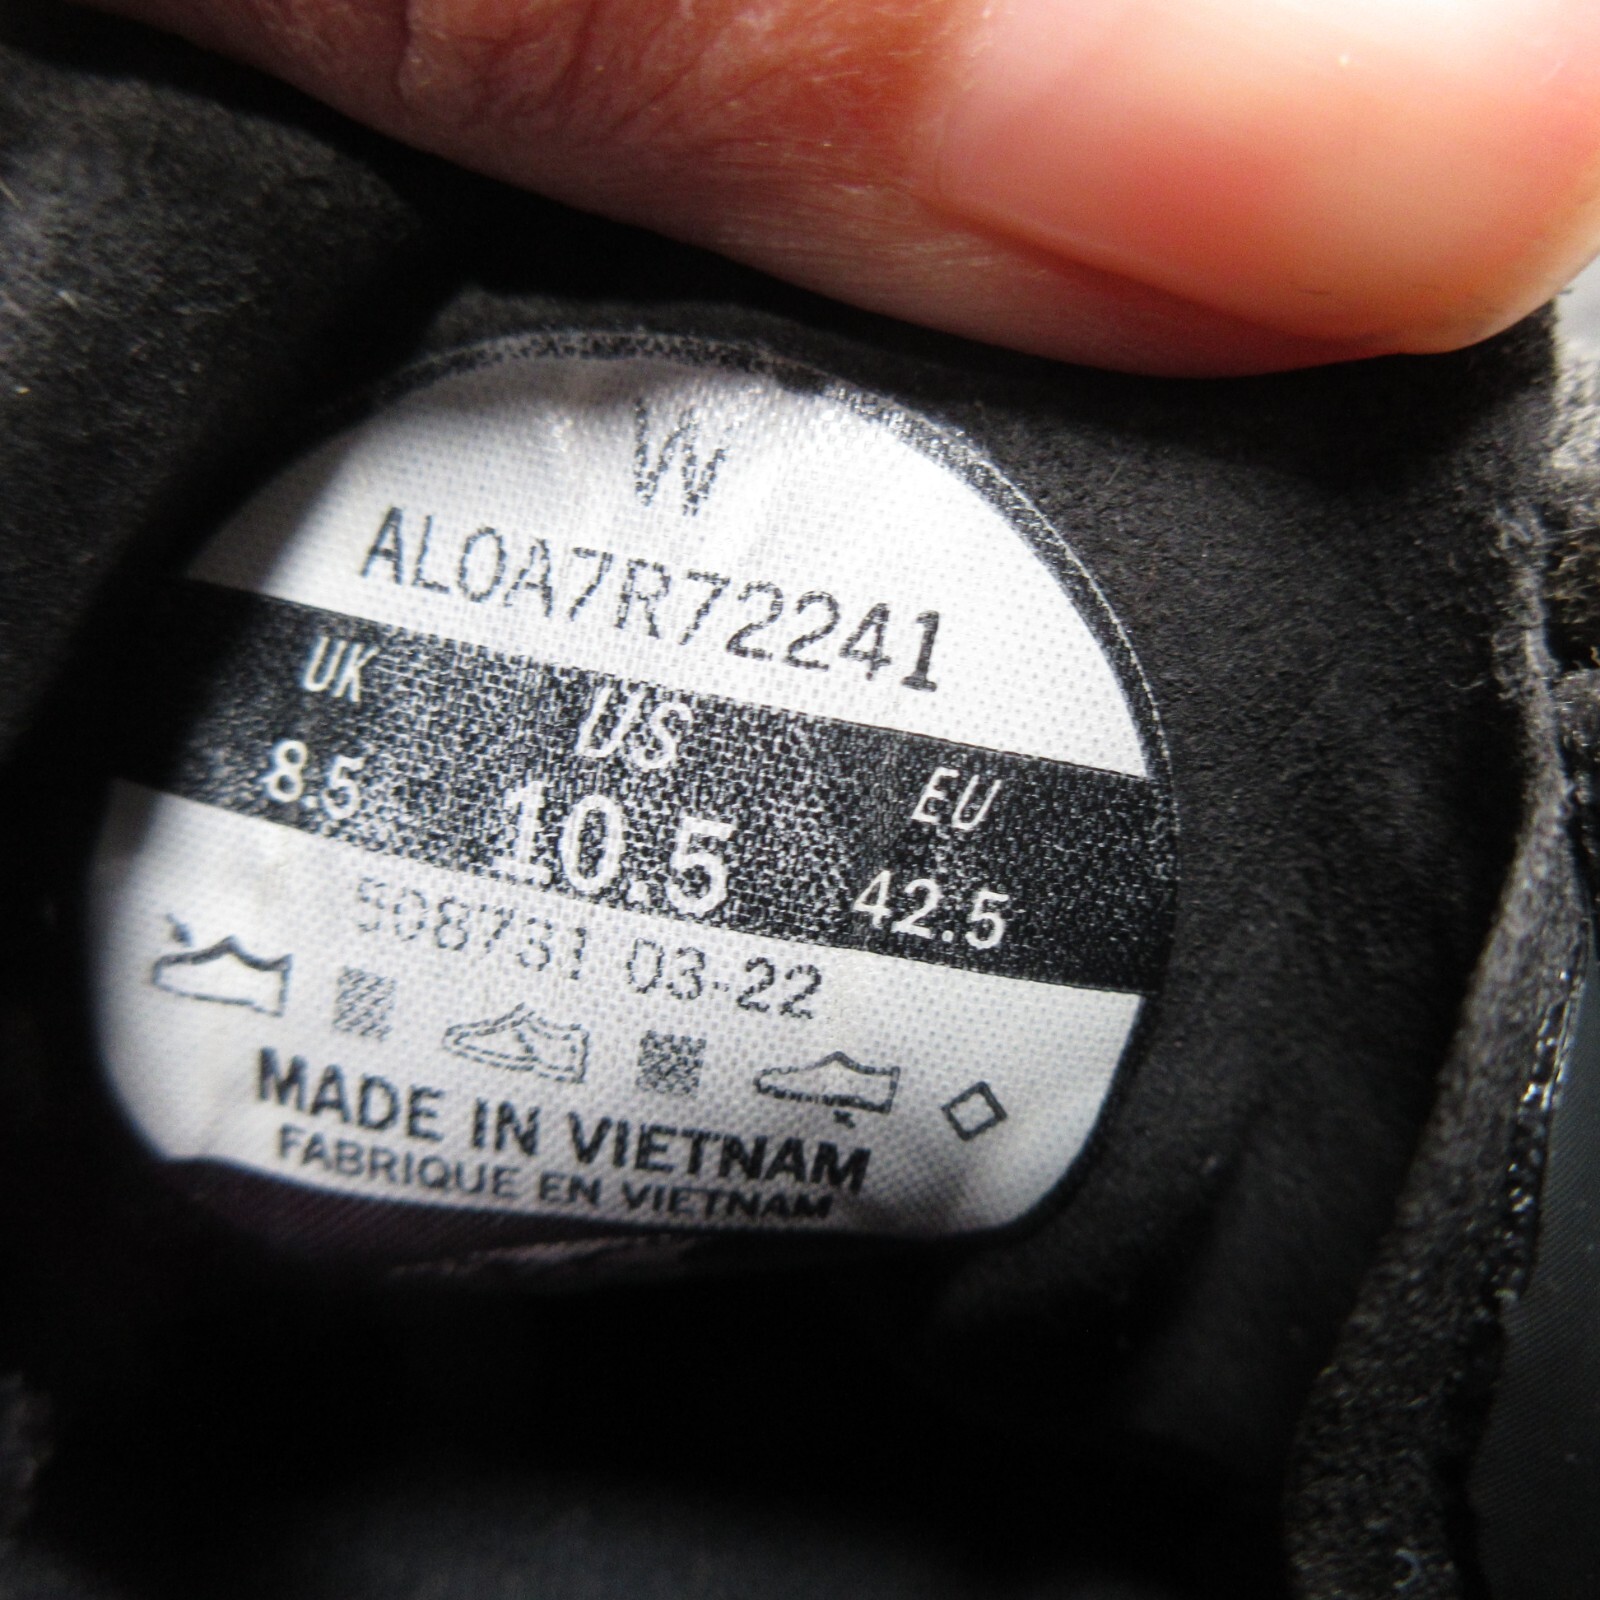 W
AL0A7R72241
UK US EU
8.5 10.5 42.5
508731 03-22
MADE IN VIETNAM
FABRIQUE EN VIETNAM